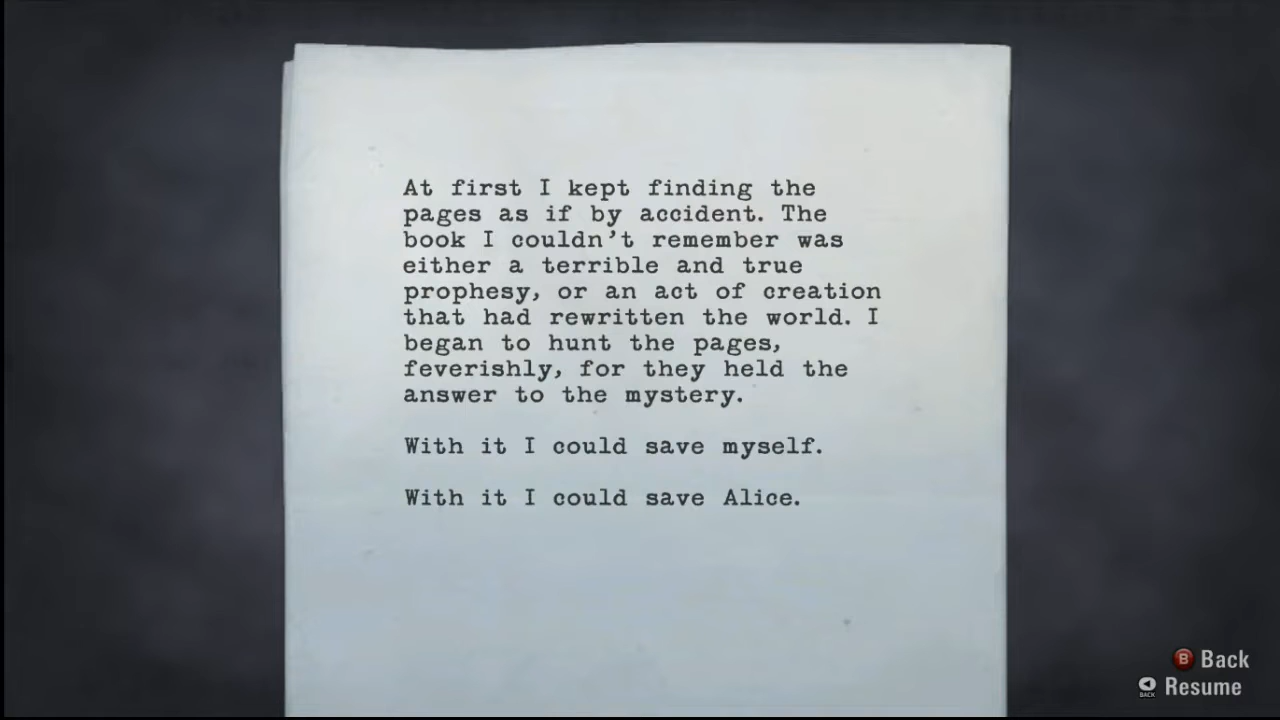 At first I kept finding the
pages as if by accident. The
book I couldn't remember was
either a terrible and true
prophesy, or an act of creation
that had rewritten the world. I
began to hunt the pages,
feverishly, for they held the
answer to the mystery.
With it I could save myself.
With it I could save Alice.
B Back
BACK Resume